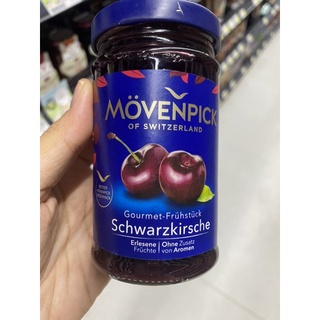 MÖVENPICK
OF SWITZERLAND
Gourmet-Frühstück
Schwarzkirsche
Erlesene | Ohne Zusatz
Früchte | von Aromen